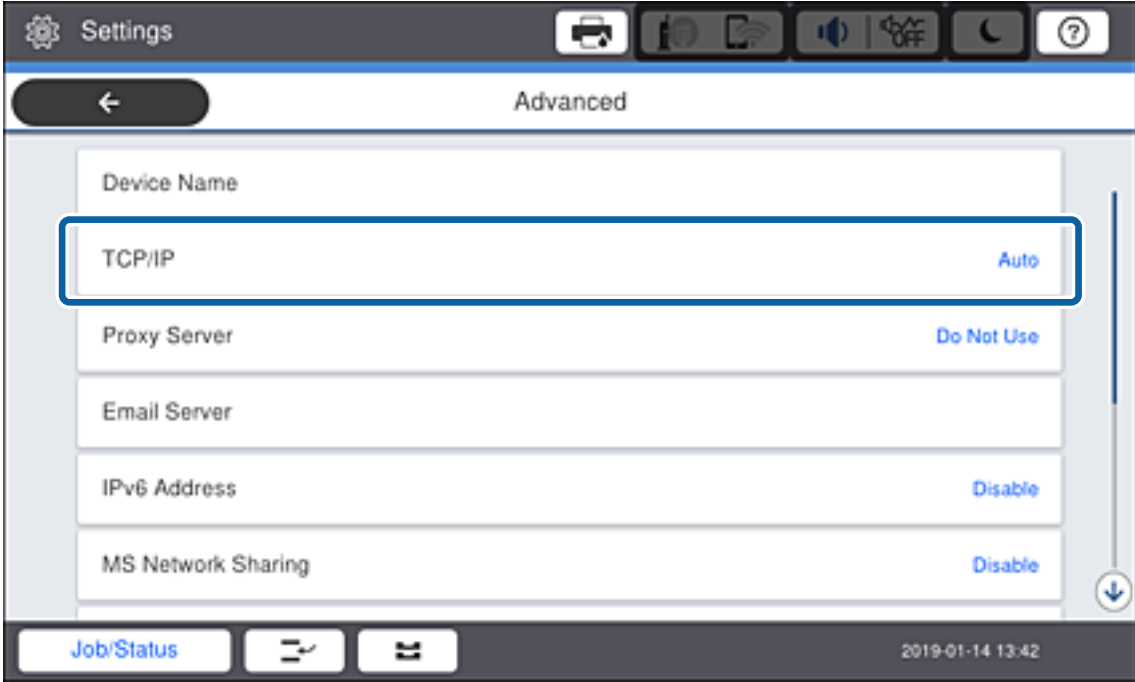 Settings
OFF
?
Advanced
Device Name
TCP/IP Auto
Proxy Server Do Not Use
Email Server
IPv6 Address Disable
MS Network Sharing Disable
Job/Status 2019-01-14 13:42